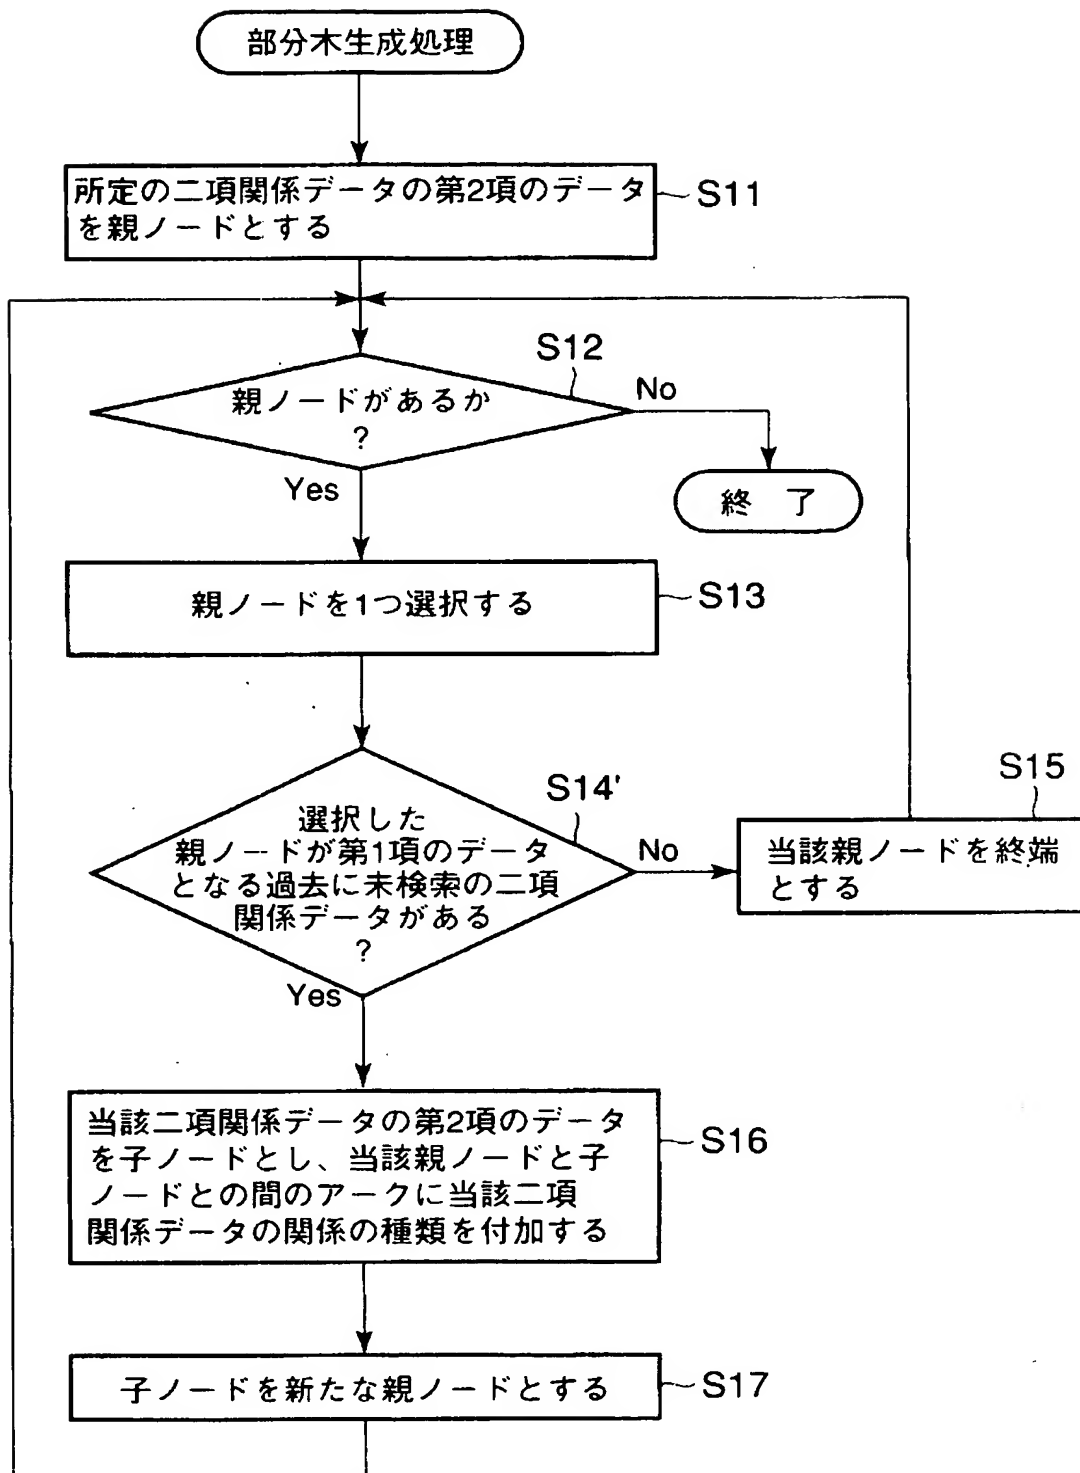 部分木生成処理
所定の二項関係データの第2項のデータ
を親ノードとする
S11
S12
親ノードがあるか
?
No
Yes
終 了
親ノードを1つ選択する
S13
S14'
選択した
親ノードが第1項のデータ
となる過去に未検索の二項
関係データがある
?
No
Yes
S15
当該親ノードを終端
とする
当該二項関係データの第2項のデータ
を子ノードとし、当該親ノードと子
ノードとの間のアークに当該二項
関係データの関係の種類を付加する
S16
子ノードを新たな親ノードとする
S17